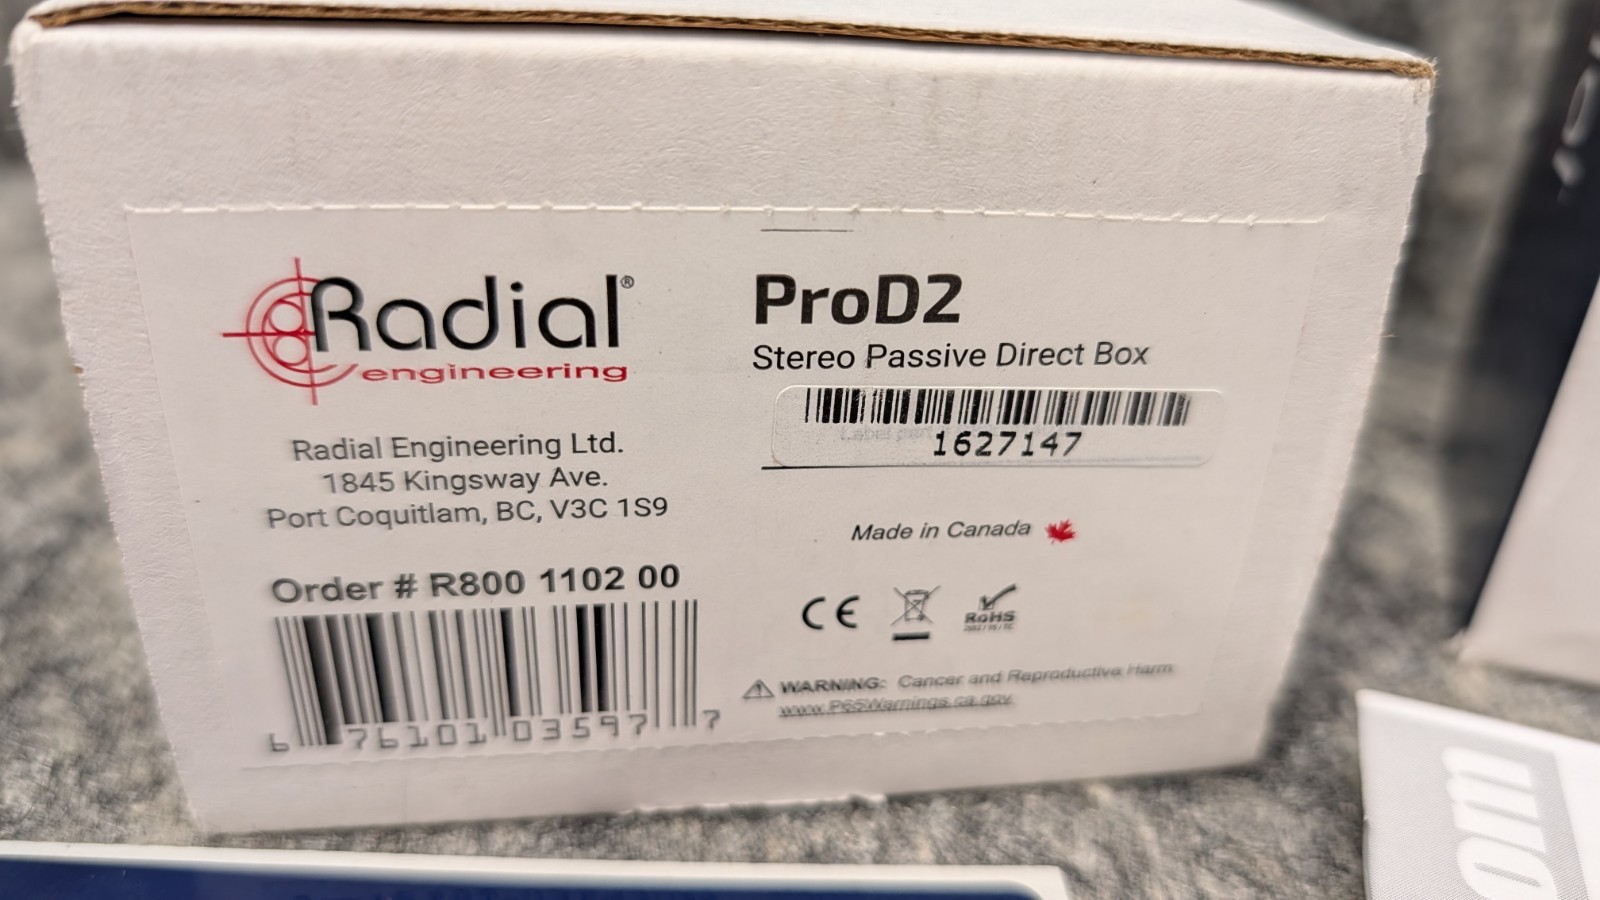 Radial®
engineering
Radial Engineering Ltd.
1845 Kingsway Ave.
Port Coquitlam, BC, V3C 1S9
Order # R800 1102 00
6 76101 03597 7
ProD2
Stereo Passive Direct Box
1627147
Made in Canada
CE
RoHS
WARNING: Cancer and Reproductive Harm
www.P65Warnings.ca.gov
om